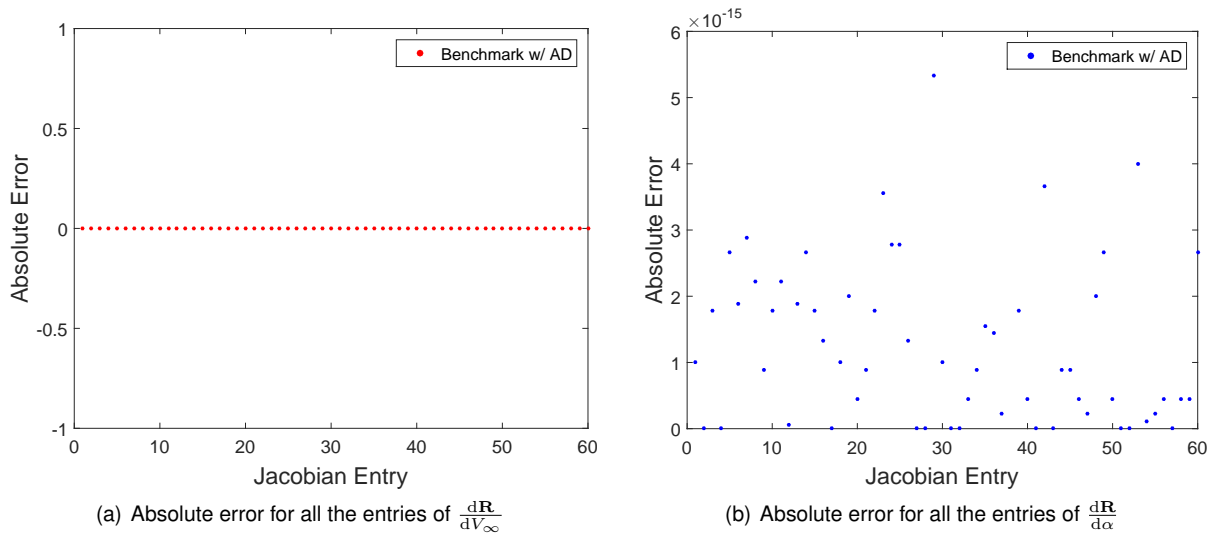 1
0.5
0
-0.5
-1
Absolute Error
0 10 20 30 40 50 60
Jacobian Entry
Benchmark w/ AD
(a) Absolute error for all the entries of dR/dV∞
×10^-15
6
5
4
3
2
1
0
Absolute Error
0 10 20 30 40 50 60
Jacobian Entry
Benchmark w/ AD
(b) Absolute error for all the entries of dR/dα